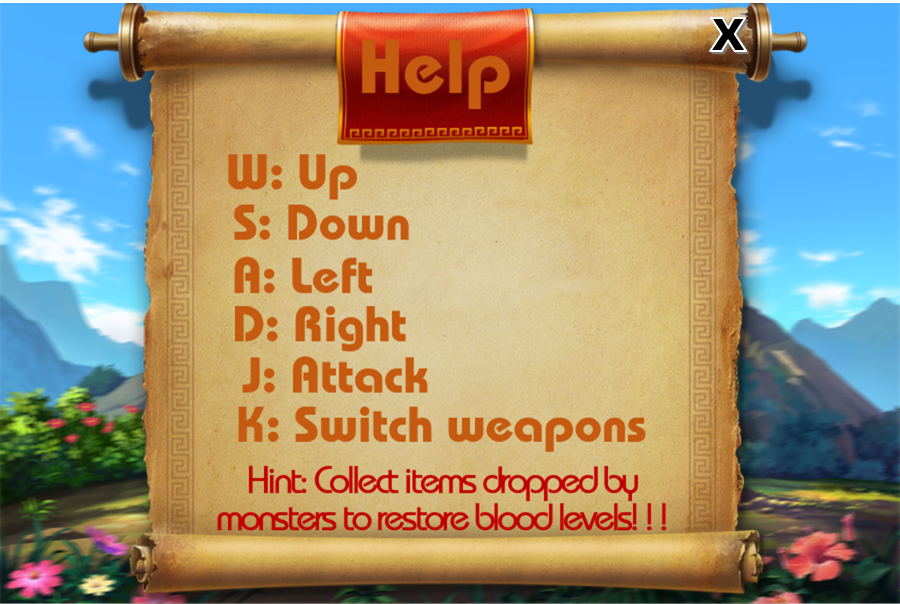 Help
X
W: Up
S: Down
A: Left
D: Right
J: Attack
K: Switch weapons
Hint: Collect items dropped by
monsters to restore blood levels! ! !